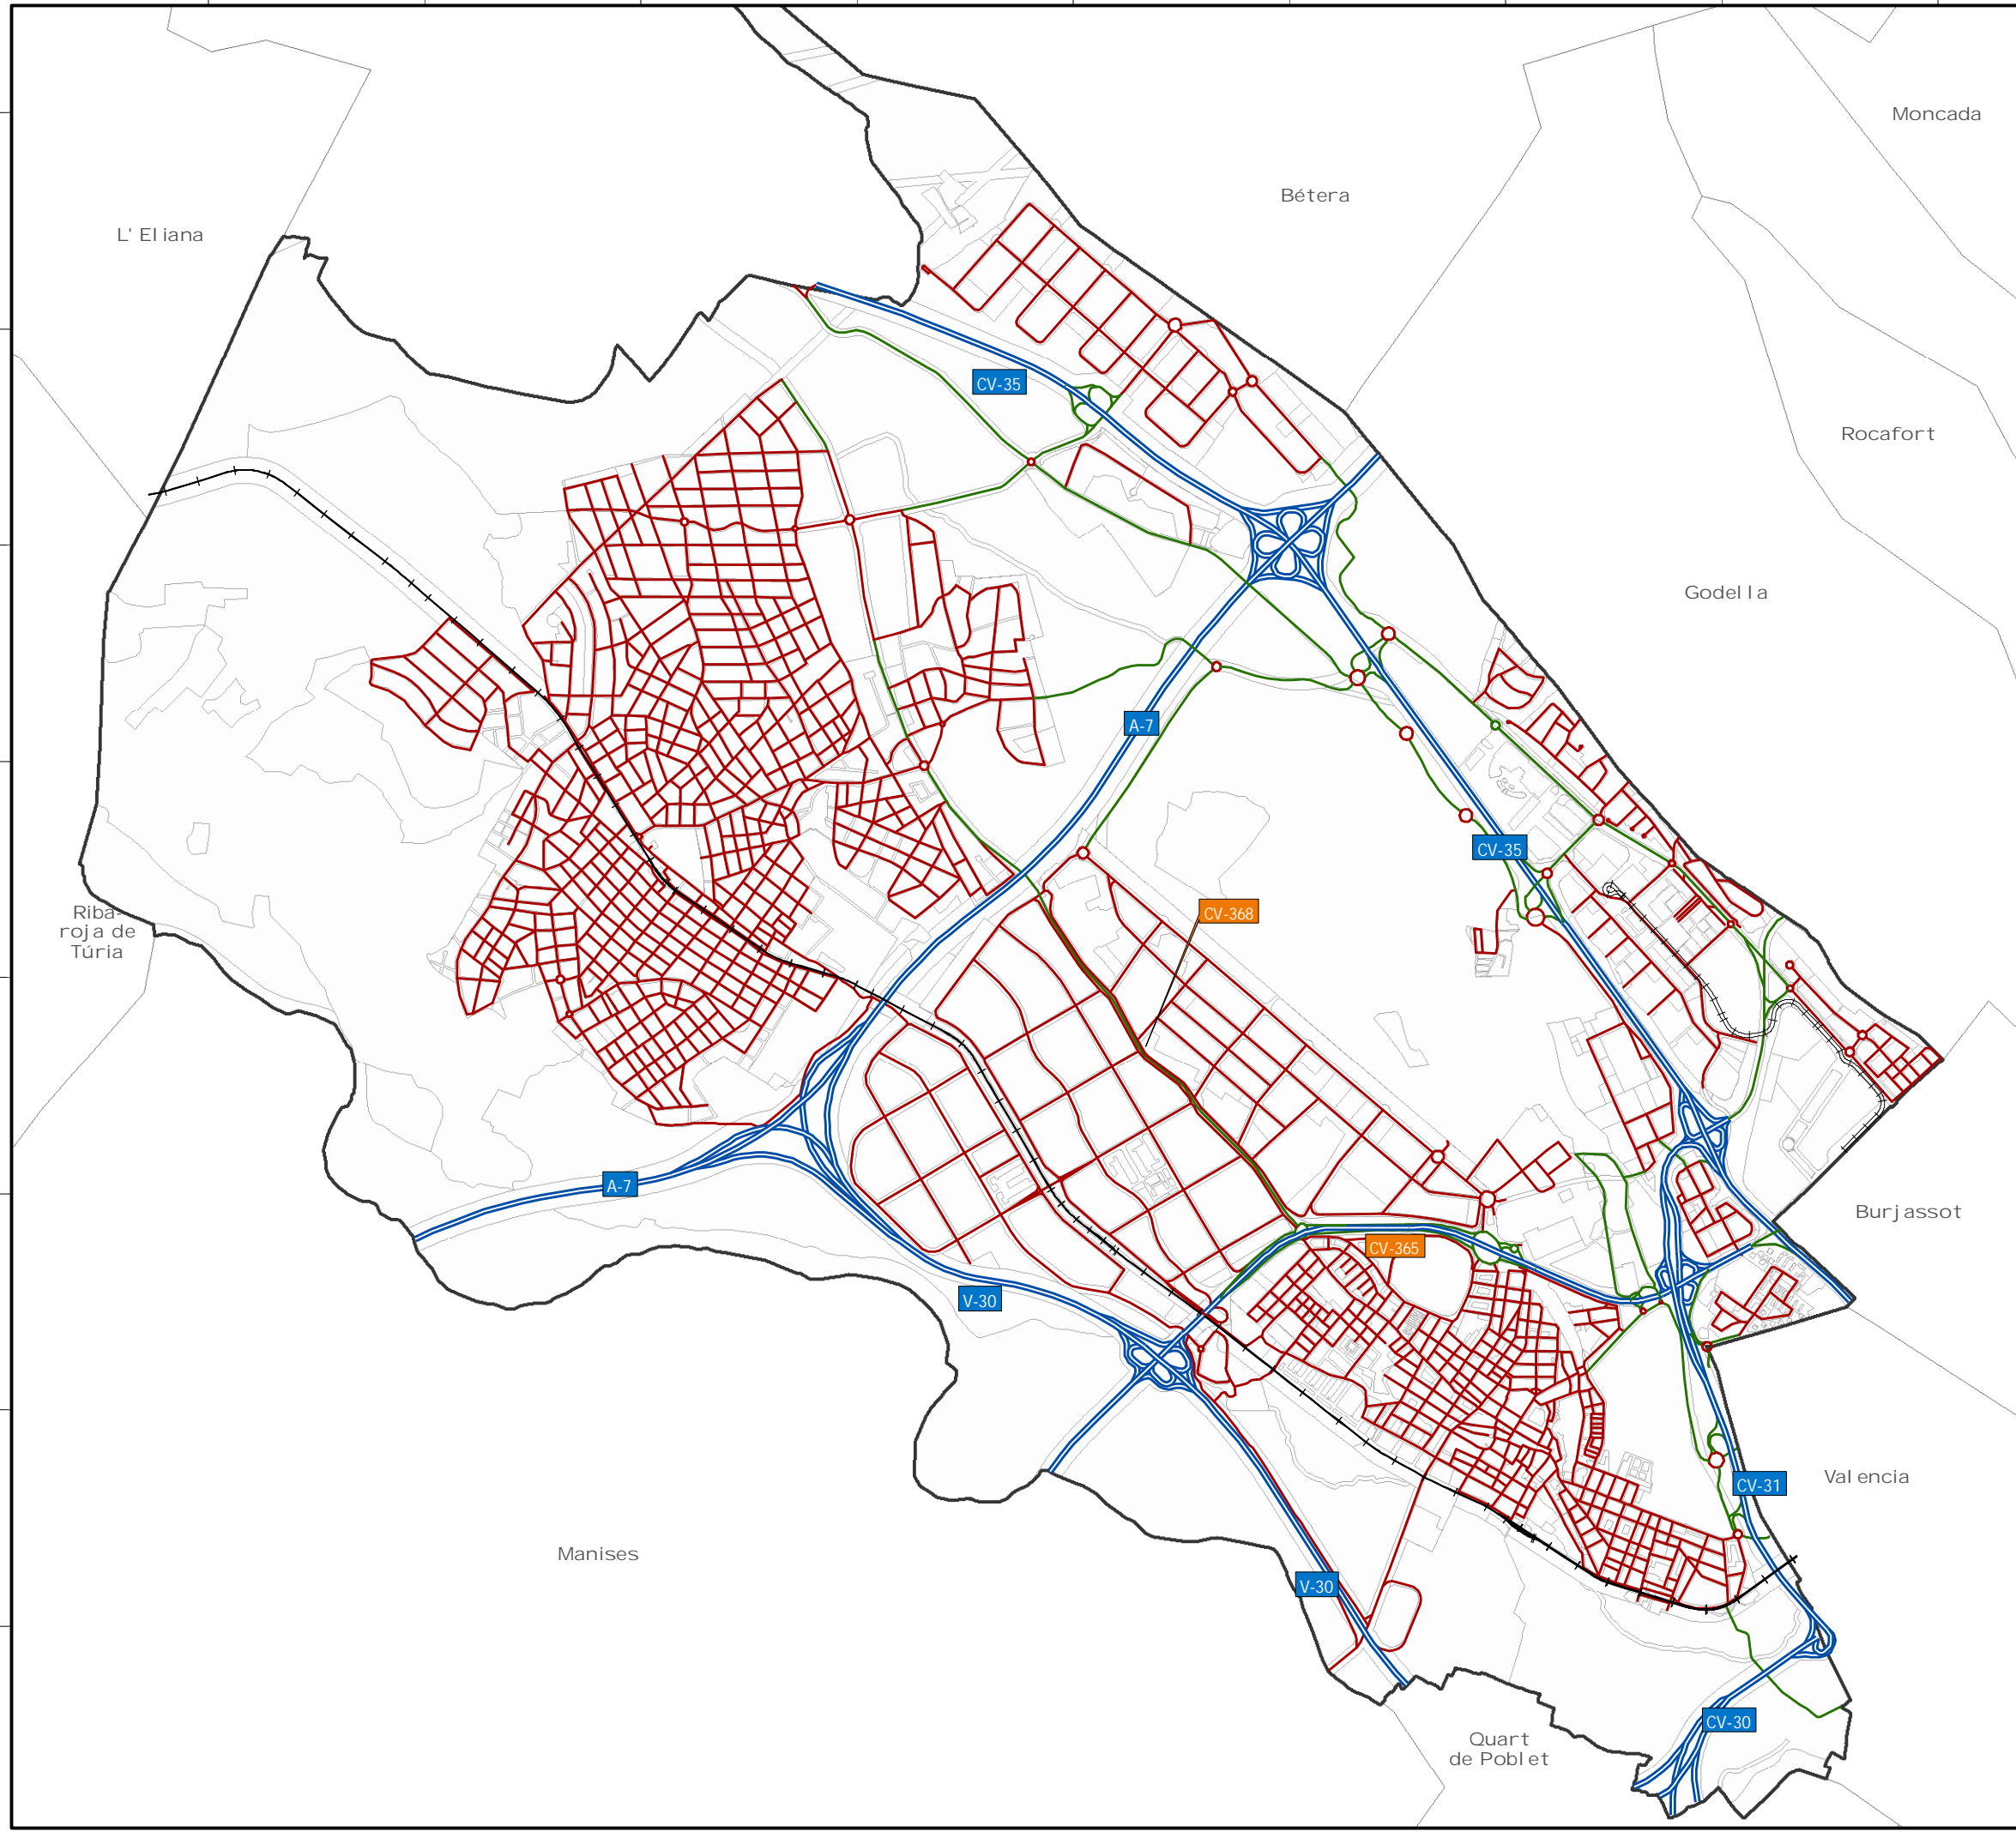 Moncada
Bétera
L' Eliana
CV-35
Rocafort
Godella
A-7
CV-35
CV-368
Riba-
roja de
Túria
A-7
Burjassot
CV-365
V-30
Valencia
CV-31
Manises
V-30
CV-30
Quart
de Poblet